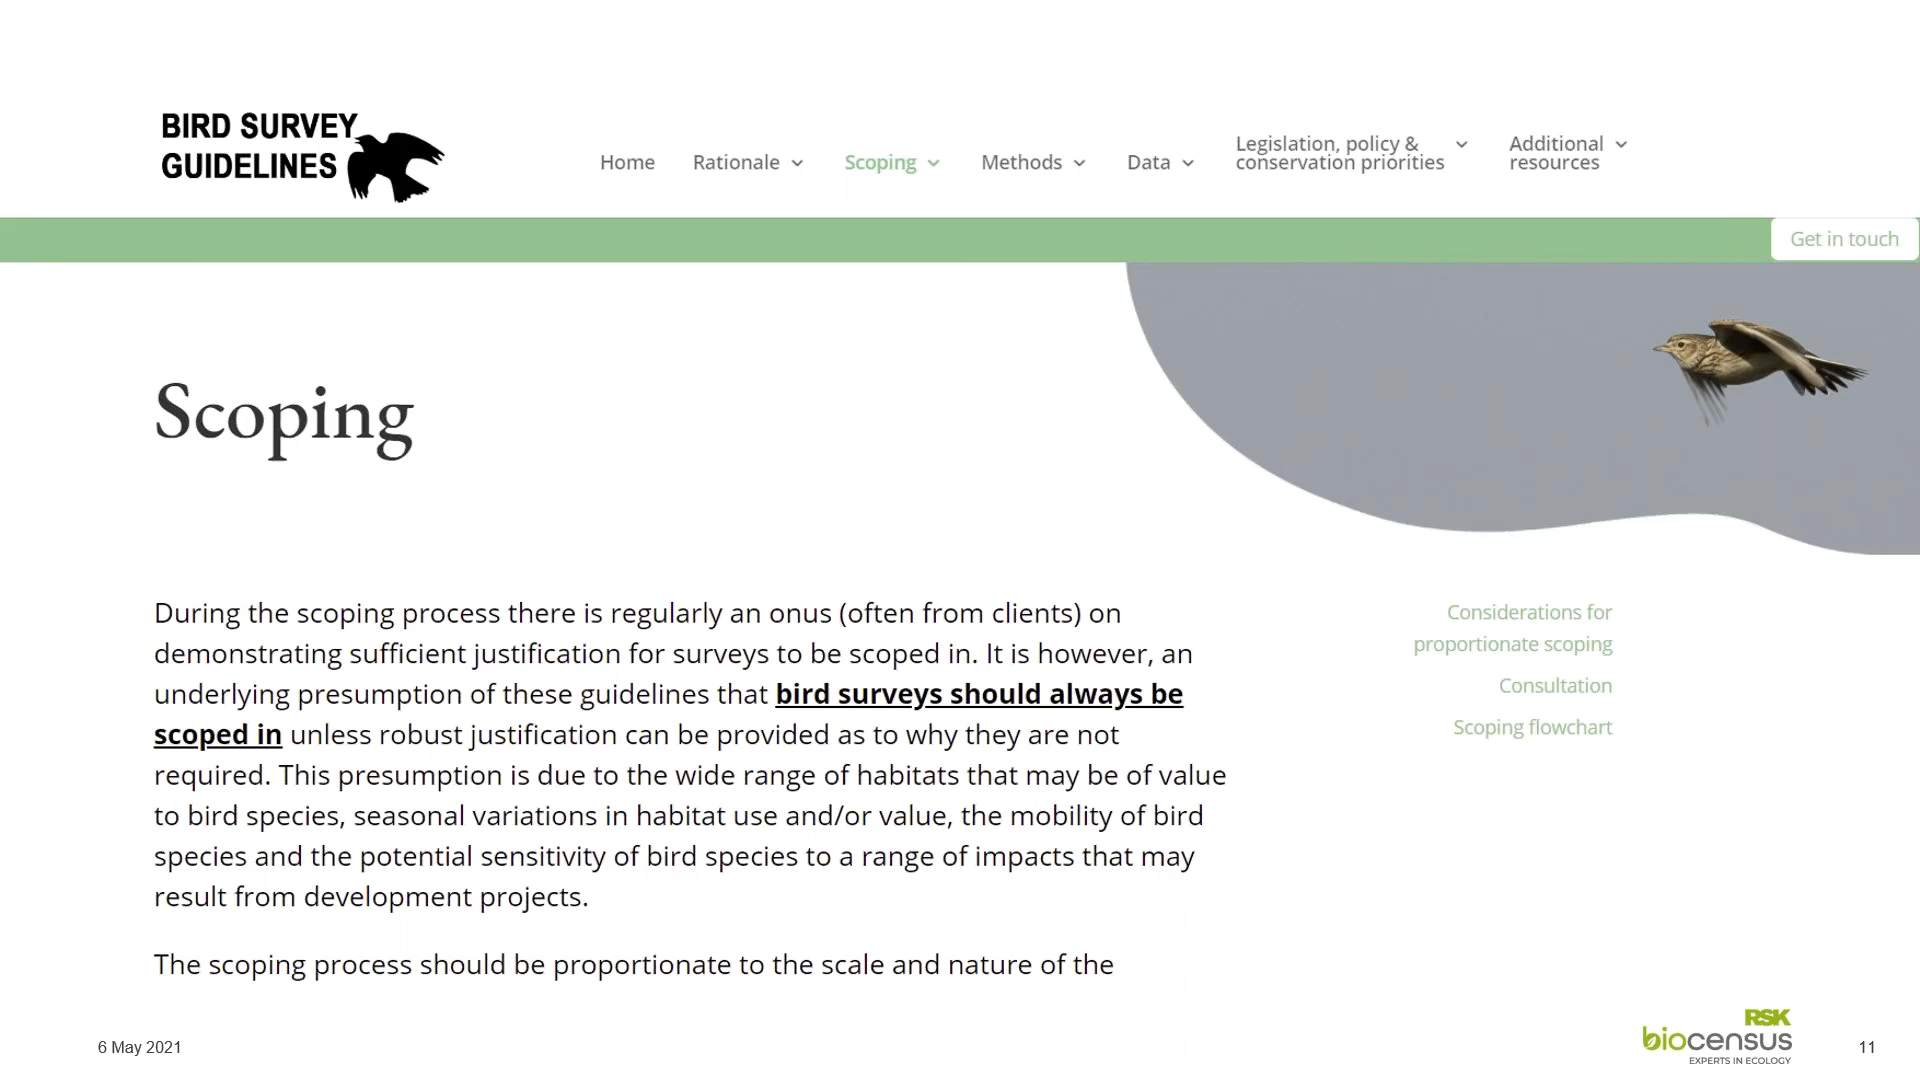 BIRD SURVEY
GUIDELINES
Home
Rationale
Scoping
Methods
Data
Legislation, policy &
conservation priorities
Additional
resources
Get in touch
Scoping
During the scoping process there is regularly an onus (often from clients) on
demonstrating sufficient justification for surveys to be scoped in. It is however, an
underlying presumption of these guidelines that bird surveys should always be
scoped in unless robust justification can be provided as to why they are not
required. This presumption is due to the wide range of habitats that may be of value
to bird species, seasonal variations in habitat use and/or value, the mobility of bird
species and the potential sensitivity of bird species to a range of impacts that may
result from development projects.
The scoping process should be proportionate to the scale and nature of the
Considerations for
proportionate scoping
Consultation
Scoping flowchart
6 May 2021
RSK
biocensus
EXPERTS IN ECOLOGY
11